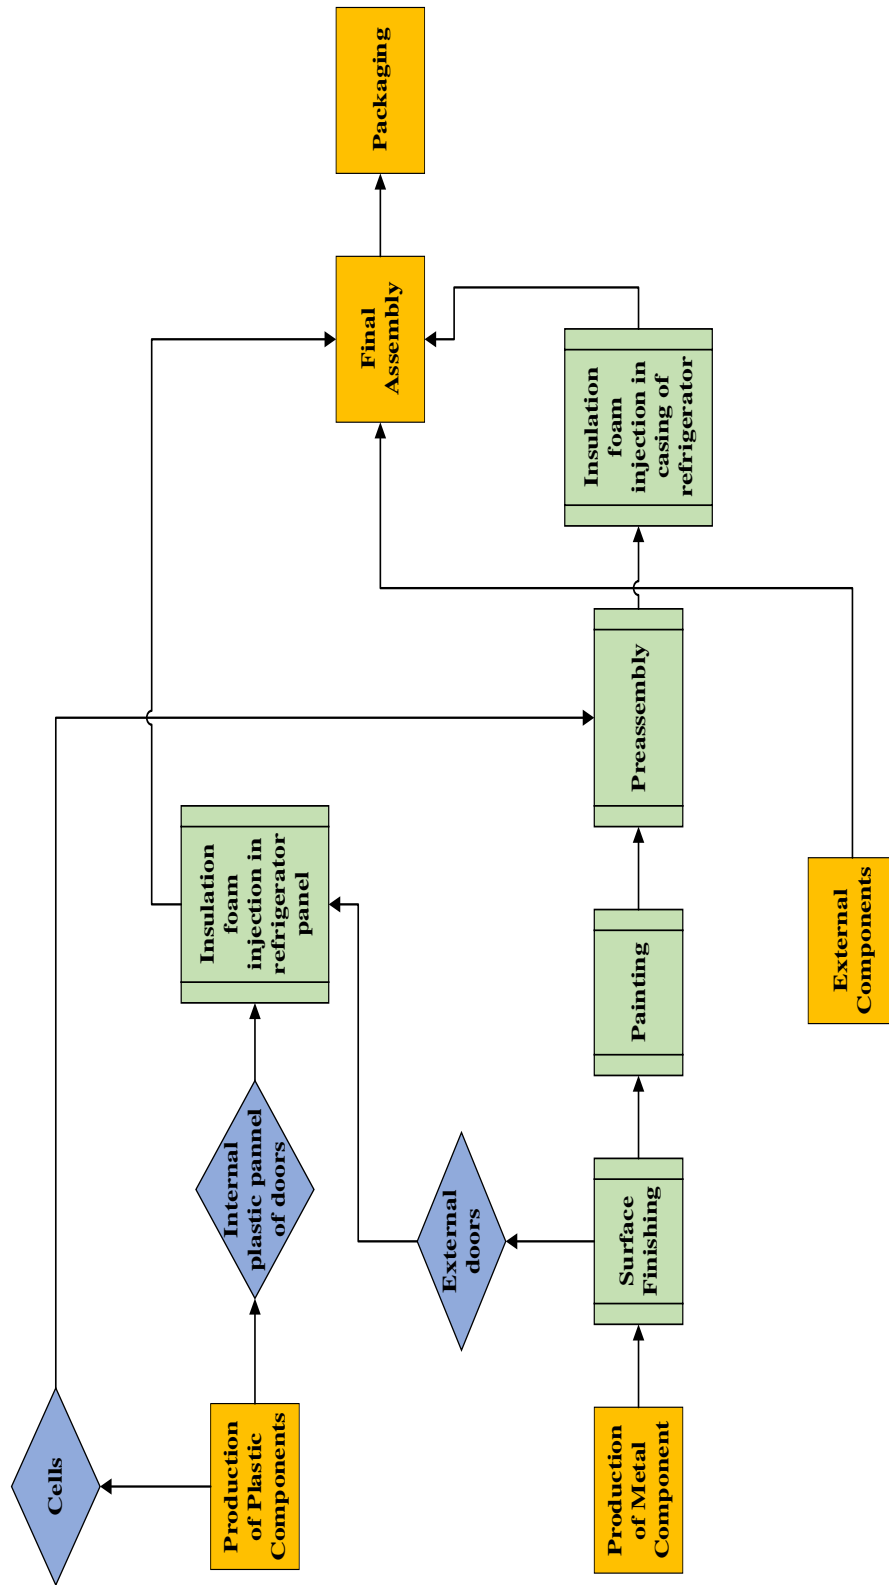 Cells
Production
of Plastic
Components
Internal
plastic pannel
of doors
Insulation
foam
injection in
refrigerator
panel
Final
Assembly
Packaging
External
doors
Production
of Metal
Component
Surface
Finishing
Painting
Preassembly
Insulation
foam
injection in
casing of
refrigerator
External
Components